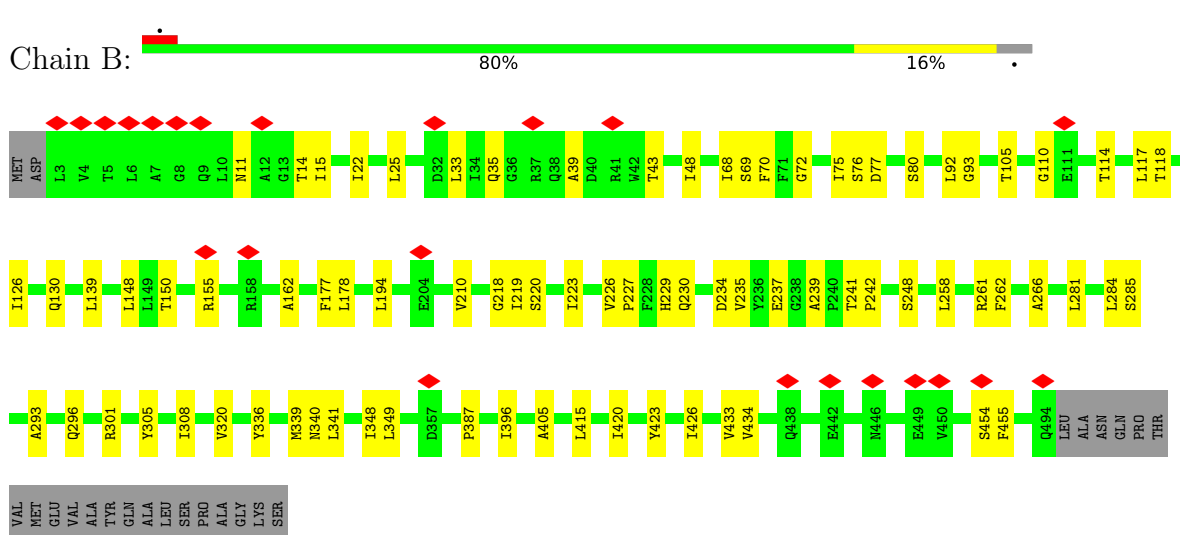 Chain B: 80% 16%
MET ASP L3 V4 T5 L6 A7 G8 Q9 L10 N11 A12 G13 T14 I15 I22 L25 D32 L33 I34 Q35 G36 R37 Q38 A39 D40 R41 W42 T43 I48 I68 S69 F70 F71 G72 I75 S76 D77 S80 L92 G93 T105 G110 E111 T114 L117 T118
I126 Q130 L139 L148 L149 T150 R155 R158 A162 F177 L178 L194 E204 V210 G218 I219 S220 I223 V226 P227 F228 H229 Q230 D234 V235 Y236 E237 G238 A239 P240 T241 P242 S248 L258 R261 F262 A266 L281 L284 S285
A293 Q296 R301 Y305 I308 V320 Y336 M339 N340 L341 I348 L349 D357 P387 I396 A405 L415 I420 Y423 I426 V433 V434 Q438 E442 N446 E449 V450 S454 F455 Q494 LEU ALA ASN GLN PRO THR
VAL MET GLU VAL ALA TYR GLN ALA LEU SER PRO ALA GLY LYS SER